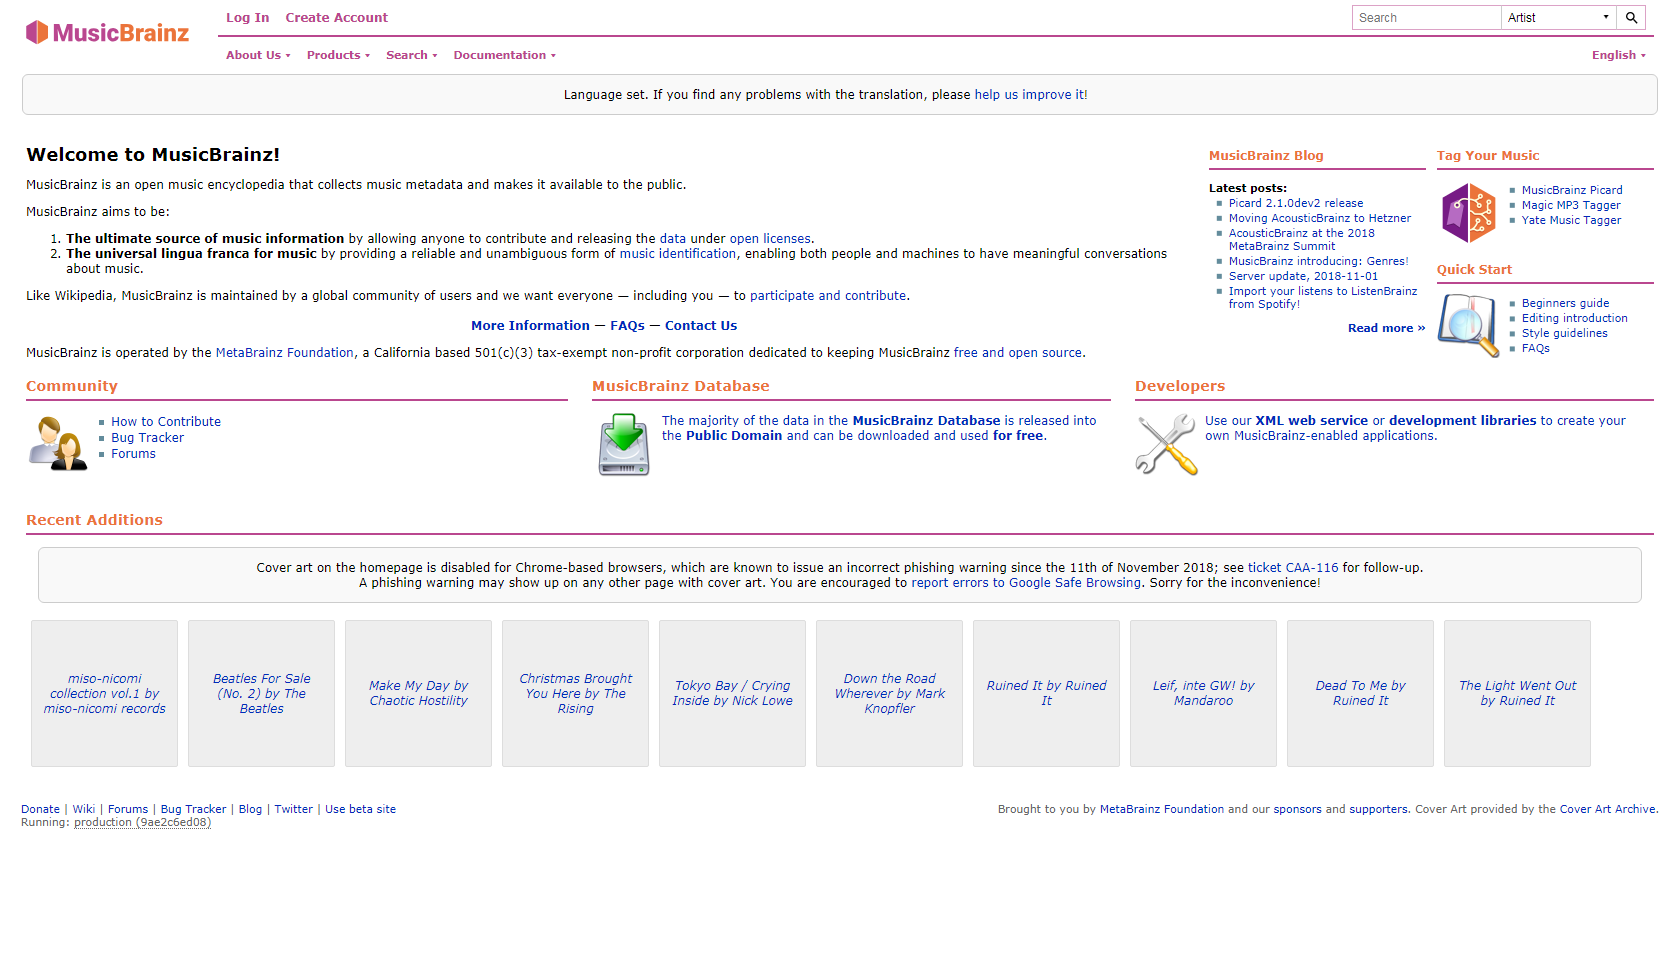 MusicBrainz
Log In Create Account
Search Artist
About Us Products Search Documentation
English
Language set. If you find any problems with the translation, please help us improve it!
Welcome to MusicBrainz!
MusicBrainz is an open music encyclopedia that collects music metadata and makes it available to the public.
MusicBrainz aims to be:
1. The ultimate source of music information by allowing anyone to contribute and releasing the data under open licenses.
2. The universal lingua franca for music by providing a reliable and unambiguous form of music identification, enabling both people and machines to have meaningful conversations
about music.
Like Wikipedia, MusicBrainz is maintained by a global community of users and we want everyone — including you — to participate and contribute.
More Information — FAQs — Contact Us
MusicBrainz is operated by the MetaBrainz Foundation, a California based 501(c)(3) tax-exempt non-profit corporation dedicated to keeping MusicBrainz free and open source.
MusicBrainz Blog
Latest posts:
Picard 2.1.0dev2 release
Moving AcousticBrainz to Hetzner
AcousticBrainz at the 2018
MetaBrainz Summit
MusicBrainz introducing: Genres!
Server update, 2018-11-01
Import your listens to ListenBrainz
from Spotify!
Read more »
Tag Your Music
MusicBrainz Picard
Magic MP3 Tagger
Yate Music Tagger
Quick Start
Beginners guide
Editing introduction
Style guidelines
FAQs
Community
How to Contribute
Bug Tracker
Forums
MusicBrainz Database
The majority of the data in the MusicBrainz Database is released into
the Public Domain and can be downloaded and used for free.
Developers
Use our XML web service or development libraries to create your
own MusicBrainz-enabled applications.
Recent Additions
Cover art on the homepage is disabled for Chrome-based browsers, which are known to issue an incorrect phishing warning since the 11th of November 2018; see ticket CAA-116 for follow-up.
A phishing warning may show up on any other page with cover art. You are encouraged to report errors to Google Safe Browsing. Sorry for the inconvenience!
miso-nicomi
collection vol.1 by
miso-nicomi records
Beatles For Sale
(No. 2) by The
Beatles
Make My Day by
Chaotic Hostility
Christmas Brought
You Here by The
Rising
Tokyo Bay / Crying
Inside by Nick Lowe
Down the Road
Wherever by Mark
Knopfler
Ruined It by Ruined
It
Leif, inte GW! by
Mandaroo
Dead To Me by
Ruined It
The Light Went Out
by Ruined It
Donate | Wiki | Forums | Bug Tracker | Blog | Twitter | Use beta site
Running: production (9ae2c6ed08)
Brought to you by MetaBrainz Foundation and our sponsors and supporters. Cover Art provided by the Cover Art Archive.